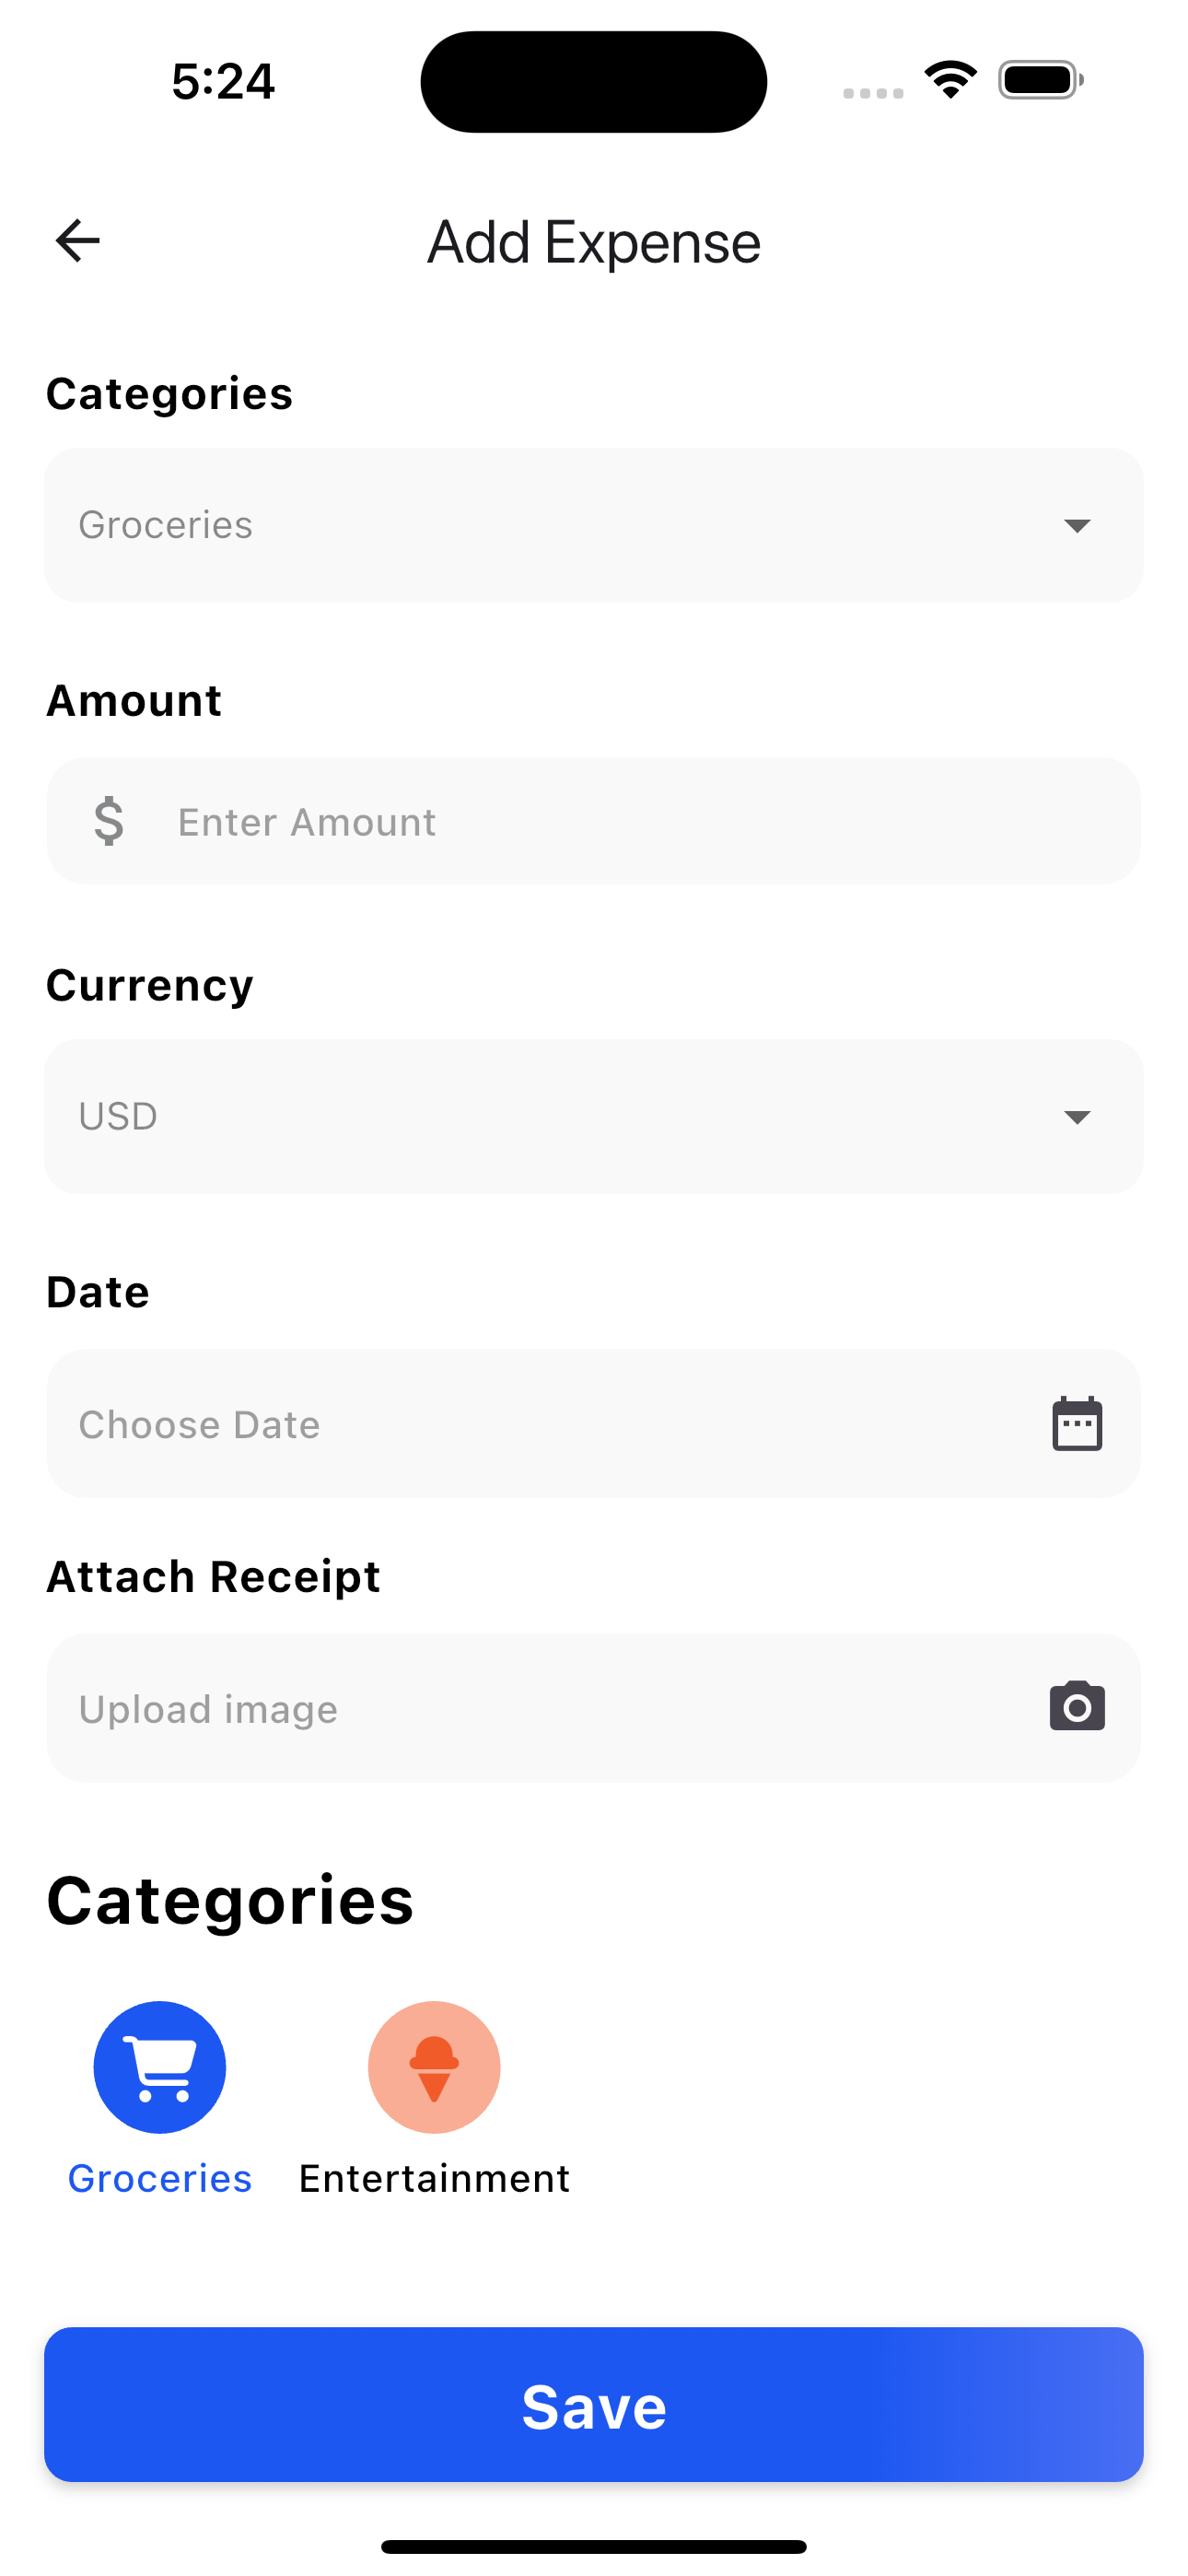 5:24
Add Expense
Categories
Groceries
Amount
$ Enter Amount
Currency
USD
Date
Choose Date
Attach Receipt
Upload image
Categories
Groceries Entertainment
Save